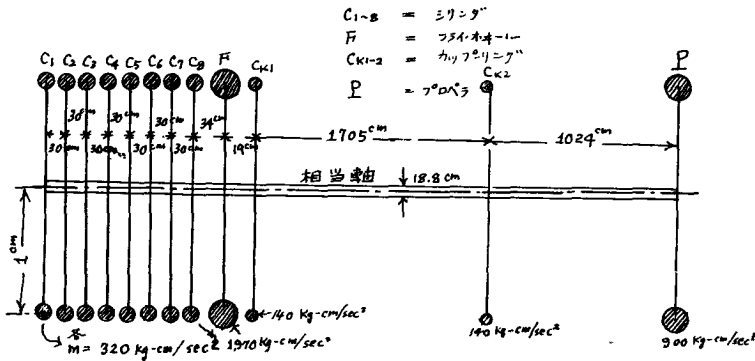 C1~8 = シリング
F = フライホヰール
CK1-2 = カップリング
P = プロペラ
C1 C2 C3 C4 C5 C6 C7 C8 F CK1
CK2
P
30cm 30cm 30cm 34cm
30cm 30cm 30cm 30cm 19cm
1705cm
1024cm
相当軸
18.8cm
1cm
各
m = 320 kg-cm/sec²
1970 kg-cm/sec²
140 kg-cm/sec²
140 kg-cm/sec²
900 kg-cm/sec²